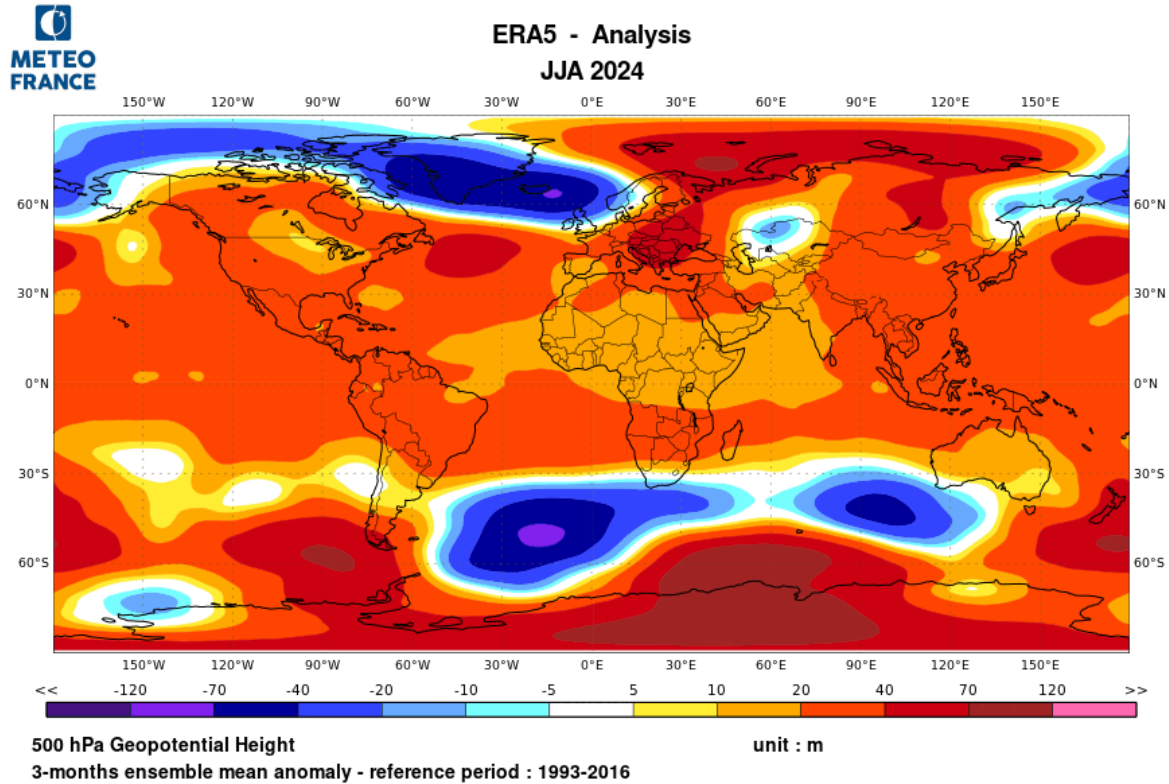 METEO
FRANCE
ERA5 - Analysis
JJA 2024
150°W 120°W 90°W 60°W 30°W 0°E 30°E 60°E 90°E 120°E 150°E
60°N 60°N
30°N 30°N
0°N 0°N
30°S 30°S
60°S 60°S
150°W 120°W 90°W 60°W 30°W 0°E 30°E 60°E 90°E 120°E 150°E
<< -120 -70 -40 -20 -10 -5 5 10 20 40 70 120 >>
500 hPa Geopotential Height unit : m
3-months ensemble mean anomaly - reference period : 1993-2016